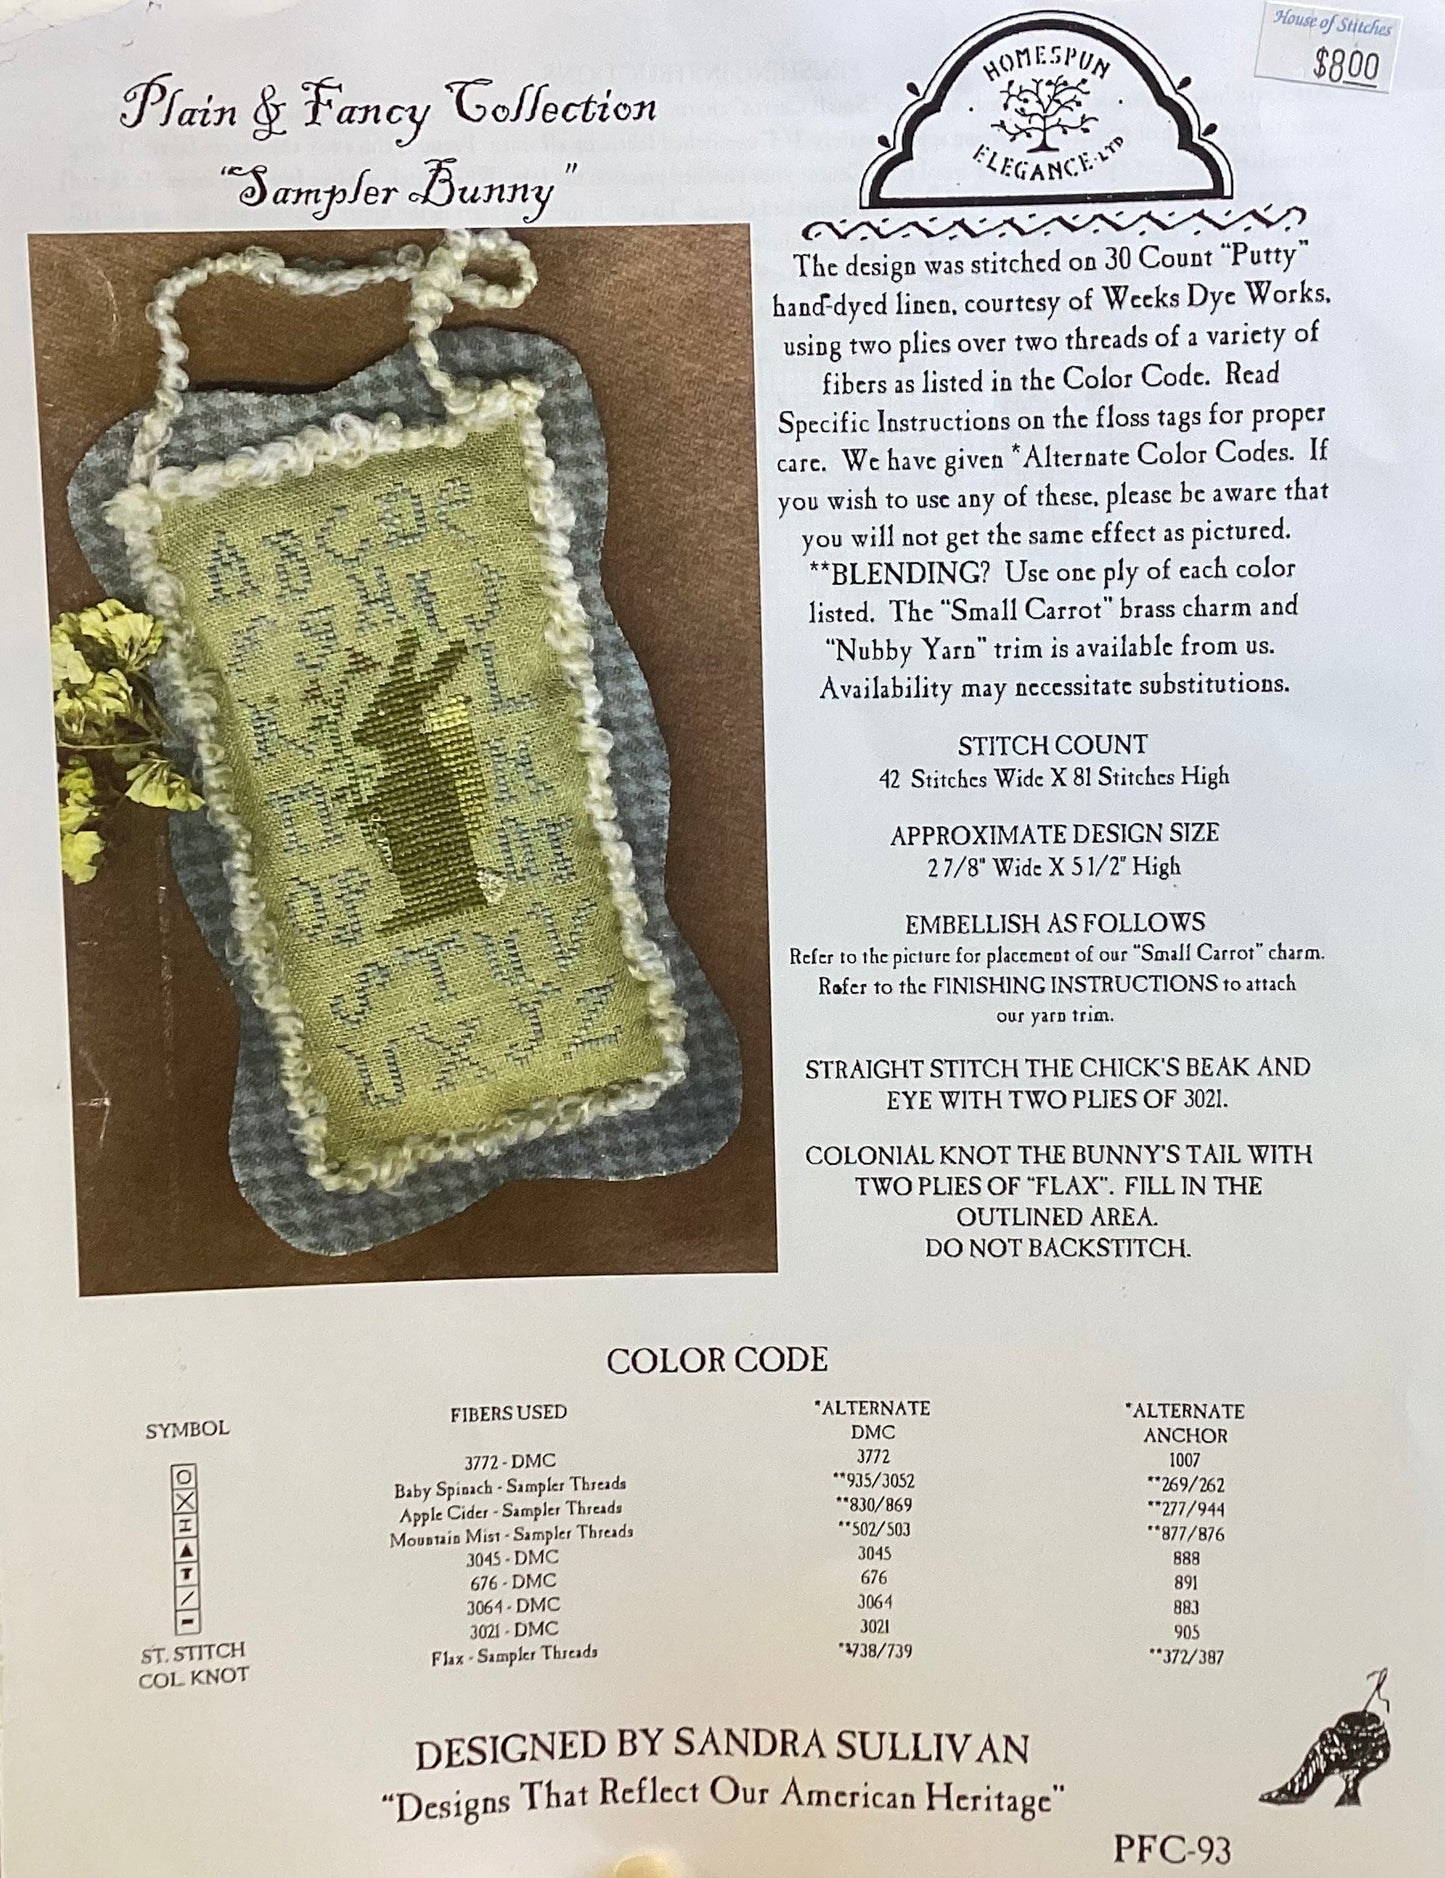 House of Stitches
$8.00
Plain & Fancy Collection
"Sampler Bunny"
HOMESPUN
ELEGANCE·LTD
The design was stitched on 30 Count "Putty"
hand-dyed linen, courtesy of Weeks Dye Works,
using two plies over two threads of a variety of
fibers as listed in the Color Code. Read
Specific Instructions on the floss tags for proper
care. We have given *Alternate Color Codes. If
you wish to use any of these, please be aware that
you will not get the same effect as pictured.
**BLENDING? Use one ply of each color
listed. The "Small Carrot" brass charm and
"Nubby Yarn" trim is available from us.
Availability may necessitate substitutions.
STITCH COUNT
42 Stitches Wide X 81 Stitches High
APPROXIMATE DESIGN SIZE
2 7/8" Wide X 5 1/2" High
EMBELLISH AS FOLLOWS
Refer to the picture for placement of our "Small Carrot" charm.
Refer to the FINISHING INSTRUCTIONS to attach
our yarn trim.
STRAIGHT STITCH THE CHICK'S BEAK AND
EYE WITH TWO PLIES OF 3021.
COLONIAL KNOT THE BUNNY'S TAIL WITH
TWO PLIES OF "FLAX". FILL IN THE
OUTLINED AREA.
DO NOT BACKSTITCH.
A B C D E
F G H I J
K L
M N
O P Q R
S T U V
W X Y Z
COLOR CODE
SYMBOL FIBERS USED *ALTERNATE DMC *ALTERNATE ANCHOR
3772 - DMC 3772 1007
Baby Spinach - Sampler Threads **935/3052 **269/262
Apple Cider - Sampler Threads **830/869 **277/944
Mountain Mist - Sampler Threads **502/503 **877/876
3045 - DMC 3045 888
676 - DMC 676 891
3064 - DMC 3064 883
ST. STITCH 3021 - DMC 3021 905
COL KNOT Flax - Sampler Threads **738/739 **372/387
DESIGNED BY SANDRA SULLIVAN
"Designs That Reflect Our American Heritage"
PFC-93